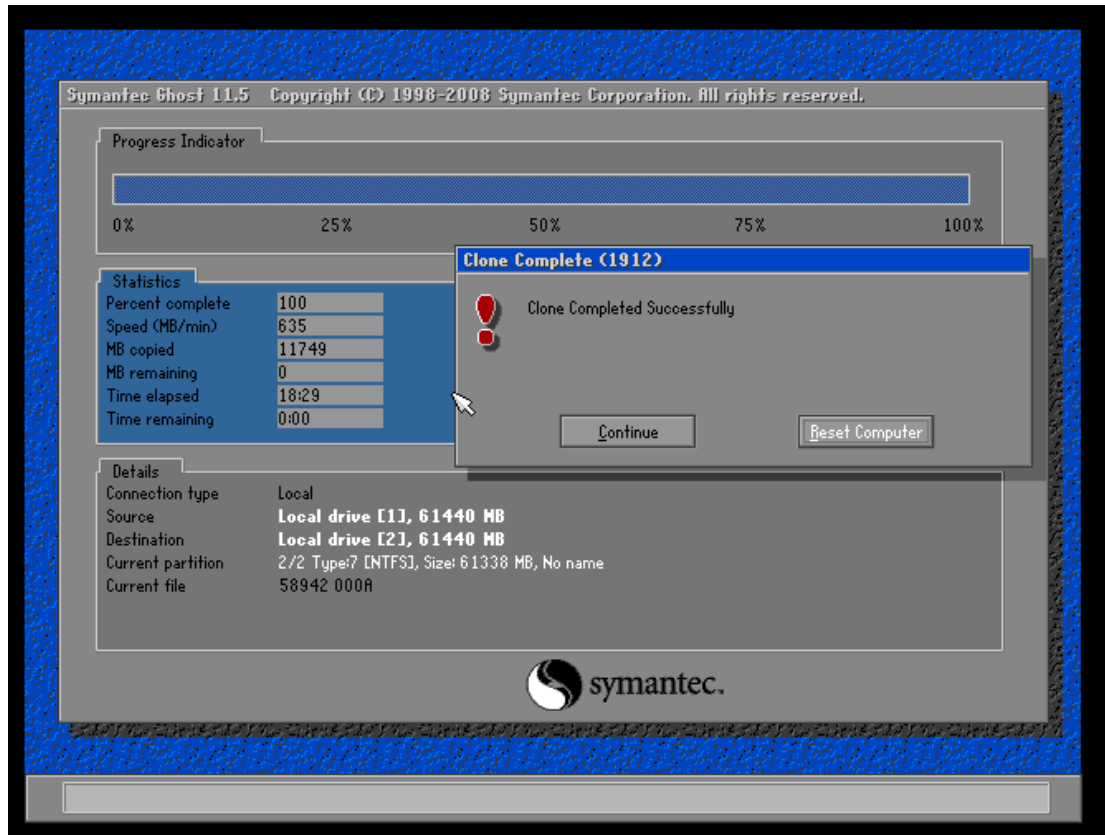 Symantec Ghost 11.5 Copyright (C) 1998-2008 Symantec Corporation. All rights reserved.
Progress Indicator
0% 25% 50% 75% 100%
Clone Complete (1912)
Clone Completed Successfully
Continue Reset Computer
Statistics
Percent complete 100
Speed (MB/min) 635
MB copied 11749
MB remaining 0
Time elapsed 18:29
Time remaining 0:00
Details
Connection type Local
Source Local drive [1], 61440 MB
Destination Local drive [2], 61440 MB
Current partition 2/2 Type:7 [NTFS], Size: 61338 MB, No name
Current file 58942 000A
symantec.